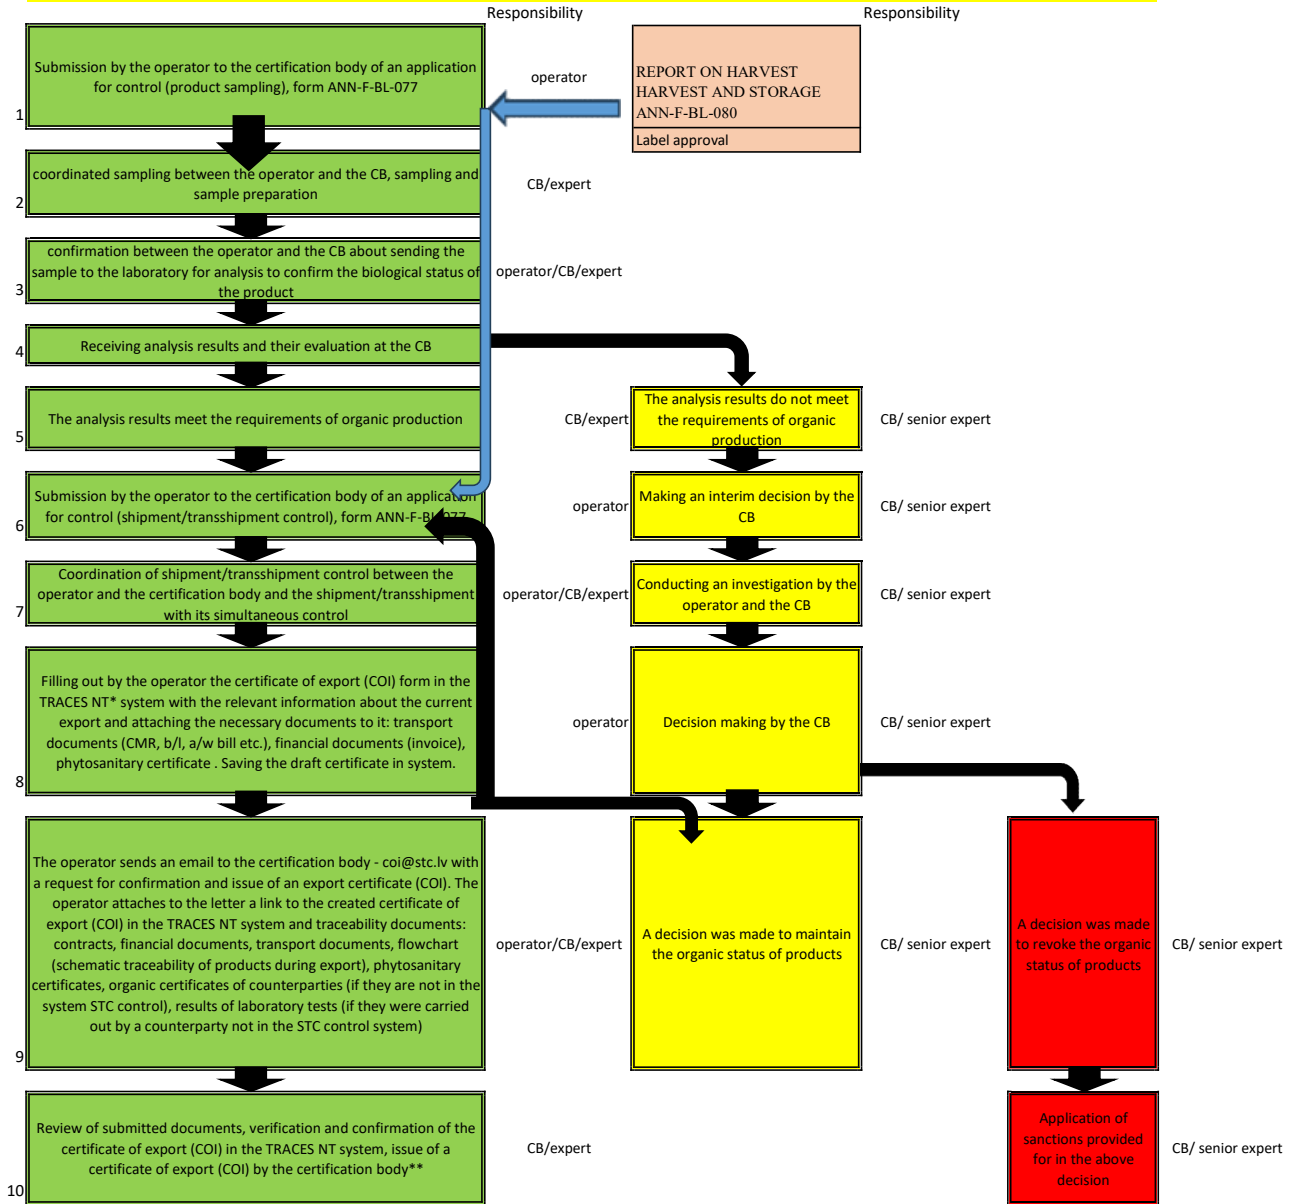 Responsibility
Responsibility
1
Submission by the operator to the certification body of an application
for control (product sampling), form ANN-F-BL-077
operator
REPORT ON HARVEST
HARVEST AND STORAGE
ANN-F-BL-080
Label approval
2
coordinated sampling between the operator and the CB, sampling and
sample preparation
CB/expert
3
confirmation between the operator and the CB about sending the
sample to the laboratory for analysis to confirm the biological status of
the product
operator/CB/expert
4
Receiving analysis results and their evaluation at the CB
5
The analysis results meet the requirements of organic production
CB/expert
The analysis results do not meet
the requirements of organic
production
CB/ senior expert
6
Submission by the operator to the certification body of an application
for control (shipment/transshipment control), form ANN-F-BL-077
operator
Making an interim decision by the
CB
CB/ senior expert
7
Coordination of shipment/transshipment control between the
operator and the certification body and the shipment/transshipment
with its simultaneous control
operator/CB/expert
Conducting an investigation by the
operator and the CB
CB/ senior expert
8
Filling out by the operator the certificate of export (COI) form in the
TRACES NT* system with the relevant information about the current
export and attaching the necessary documents to it: transport
documents (CMR, b/l, a/w bill etc.), financial documents (invoice),
phytosanitary certificate . Saving the draft certificate in system.
operator
Decision making by the CB
CB/ senior expert
9
The operator sends an email to the certification body - coi@stc.lv with
a request for confirmation and issue of an export certificate (COI). The
operator attaches to the letter a link to the created certificate of
export (COI) in the TRACES NT system and traceability documents:
contracts, financial documents, transport documents, flowchart
(schematic traceability of products during export), phytosanitary
certificates, organic certificates of counterparties (if they are not in the
system STC control), results of laboratory tests (if they were carried
out by a counterparty not in the STC control system)
operator/CB/expert
A decision was made to maintain
the organic status of products
CB/ senior expert
A decision was made
to revoke the organic
status of products
CB/ senior expert
10
Review of submitted documents, verification and confirmation of the
certificate of export (COI) in the TRACES NT system, issue of a
certificate of export (COI) by the certification body**
CB/expert
Application of
sanctions provided
for in the above
decision
CB/ senior expert